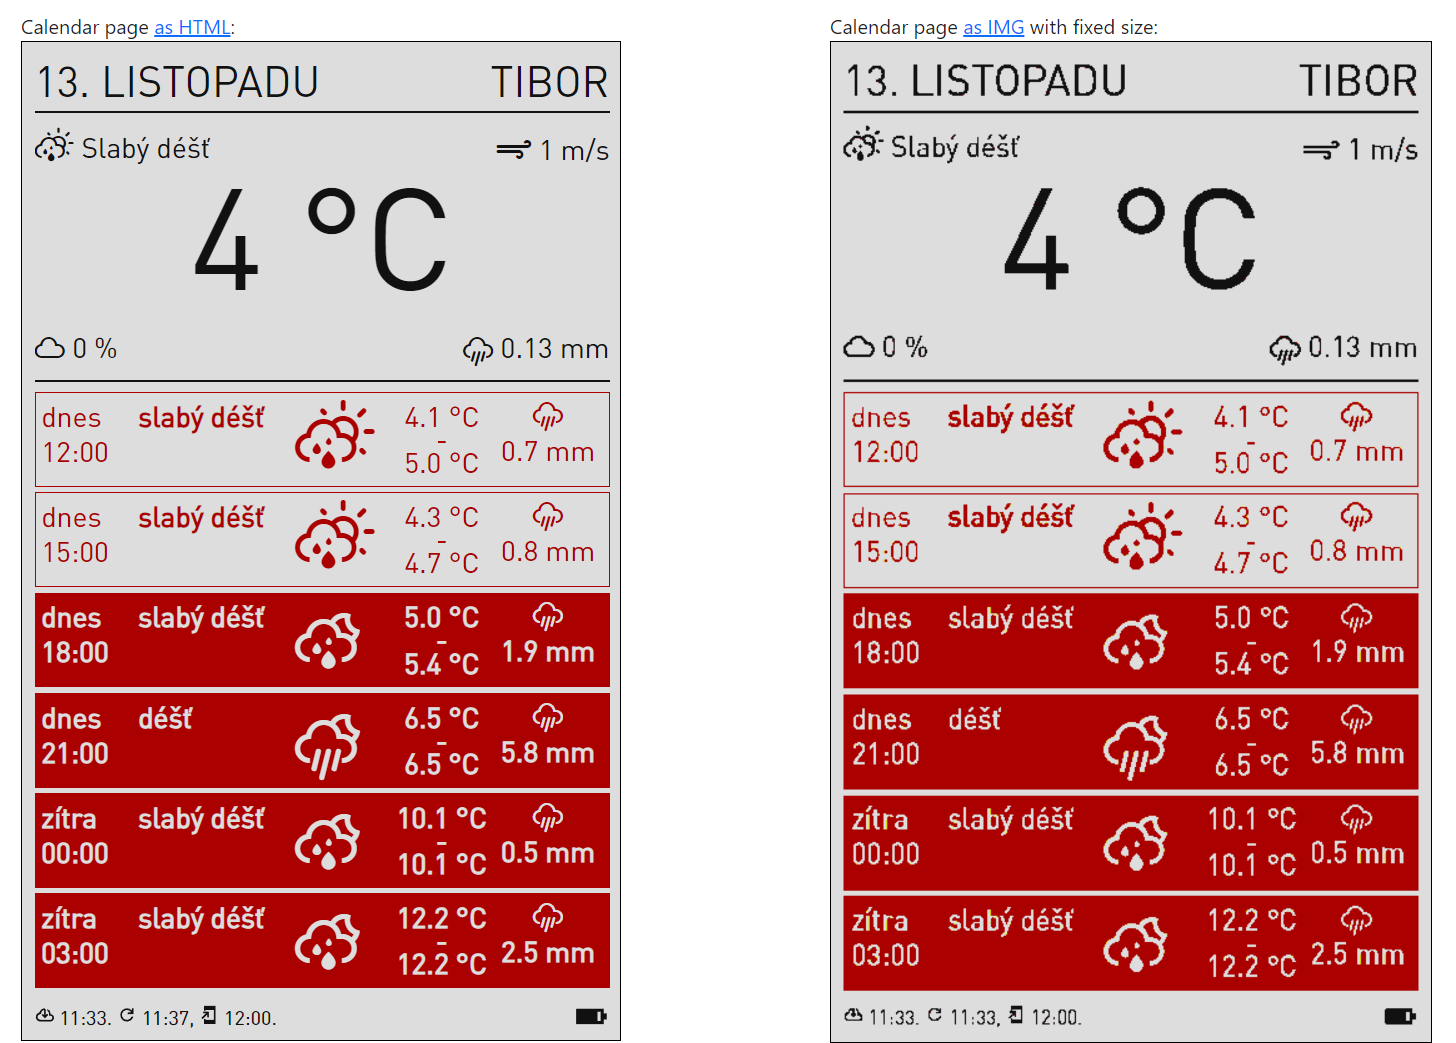 Calendar page as HTML:
13. LISTOPADU TIBOR
Slabý déšť 1 m/s
4 °C
0 % 0.13 mm
dnes slabý déšť 4.1 °C
12:00 – 0.7 mm
5.0 °C
dnes slabý déšť 4.3 °C
15:00 – 0.8 mm
4.7 °C
dnes slabý déšť 5.0 °C
18:00 – 1.9 mm
5.4 °C
dnes déšť 6.5 °C
21:00 – 5.8 mm
6.5 °C
zítra slabý déšť 10.1 °C
00:00 – 0.5 mm
10.1 °C
zítra slabý déšť 12.2 °C
03:00 – 2.5 mm
12.2 °C
11:33. 11:37, 12:00.
Calendar page as IMG with fixed size:
13. LISTOPADU TIBOR
Slabý déšť 1 m/s
4 °C
0 % 0.13 mm
dnes slabý déšť 4.1 °C
12:00 – 0.7 mm
5.0 °C
dnes slabý déšť 4.3 °C
15:00 – 0.8 mm
4.7 °C
dnes slabý déšť 5.0 °C
18:00 – 1.9 mm
5.4 °C
dnes déšť 6.5 °C
21:00 – 5.8 mm
6.5 °C
zítra slabý déšť 10.1 °C
00:00 – 0.5 mm
10.1 °C
zítra slabý déšť 12.2 °C
03:00 – 2.5 mm
12.2 °C
11:33. 11:33, 12:00.